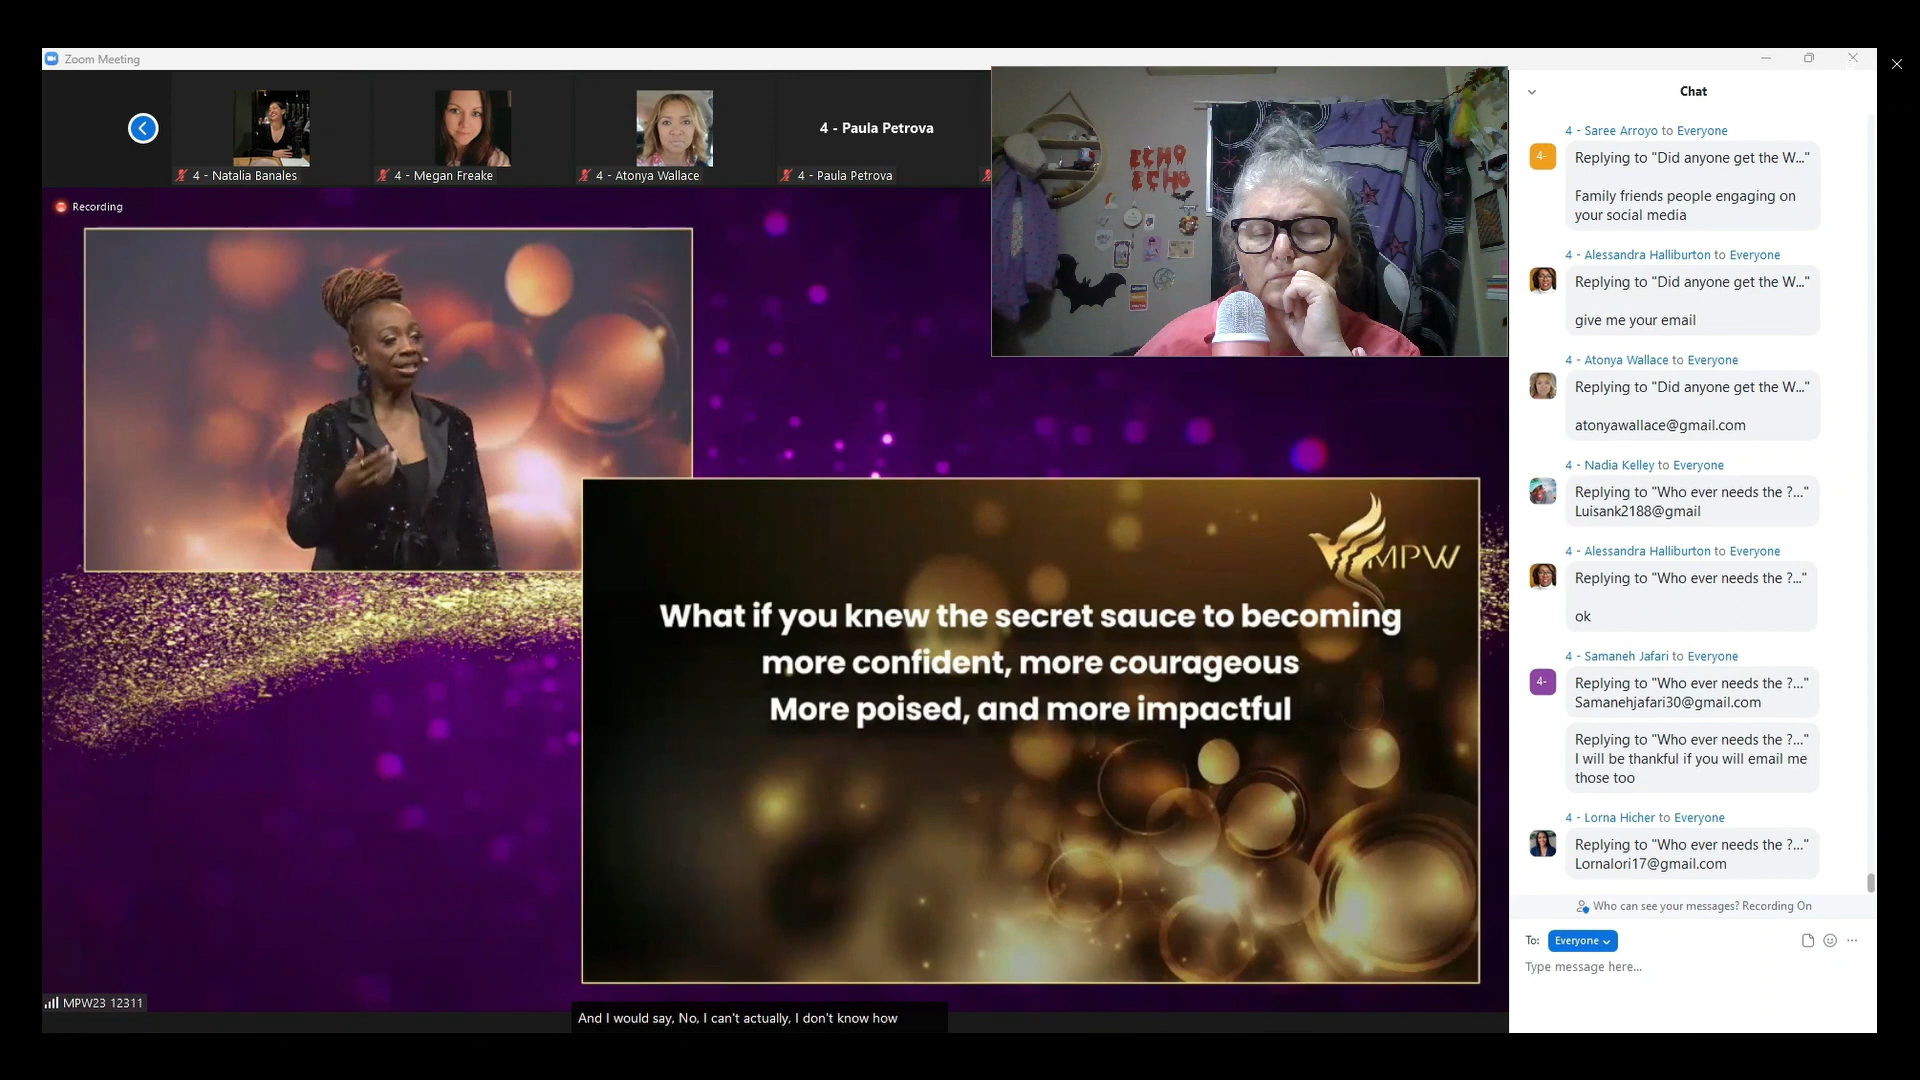 Zoom Meeting
4 - Paula Petrova
4 - Natalia Banales
4 - Megan Freake
4 - Atonya Wallace
4 - Paula Petrova
Recording
ECHO
ECHO
MPW
What if you knew the secret sauce to becoming
more confident, more courageous
More poised, and more impactful
MPW23 12311
And I would say, No, I can't actually, I don't know how
Chat
4 - Saree Arroyo to Everyone
4-
Replying to "Did anyone get the W..."
Family friends people engaging on
your social media
4 - Alessandra Halliburton to Everyone
Replying to "Did anyone get the W..."
give me your email
4 - Atonya Wallace to Everyone
Replying to "Did anyone get the W..."
atonyawallace@gmail.com
4 - Nadia Kelley to Everyone
Replying to "Who ever needs the ?..."
Luisank2188@gmail
4 - Alessandra Halliburton to Everyone
Replying to "Who ever needs the ?..."
ok
4 - Samaneh Jafari to Everyone
4-
Replying to "Who ever needs the ?..."
Samanehjafari30@gmail.com
Replying to "Who ever needs the ?..."
I will be thankful if you will email me
those too
4 - Lorna Hicher to Everyone
Replying to "Who ever needs the ?..."
Lornalori17@gmail.com
Who can see your messages? Recording On
To: Everyone
Type message here...